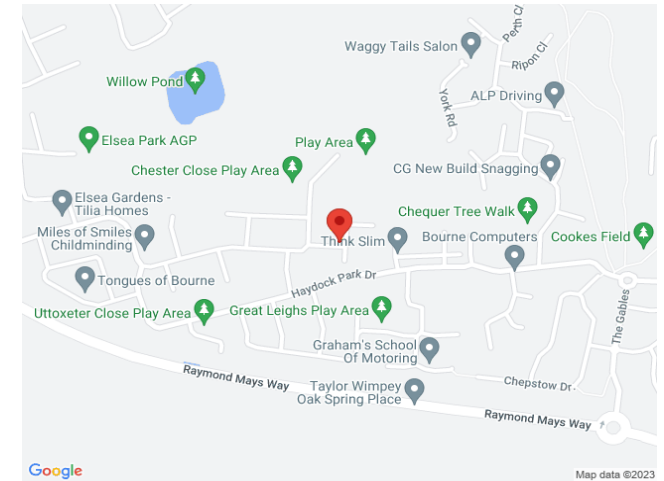 Perth Cl
Waggy Tails Salon
Ripon Cl
Willow Pond
ALP Driving
York Rd
Elsea Park AGP
Play Area
Chester Close Play Area
CG New Build Snagging
Elsea Gardens -
Tilia Homes
Chequer Tree Walk
Miles of Smiles
Childminding
Think Slim
Bourne Computers
Cookes Field
Tongues of Bourne
Haydock Park Dr
Uttoxeter Close Play Area
Great Leighs Play Area
The Gables
Graham's School
Of Motoring
Raymond Mays Way
Taylor Wimpey
Oak Spring Place
Chepstow Dr
Raymond Mays Way
Google
Map data ©2023